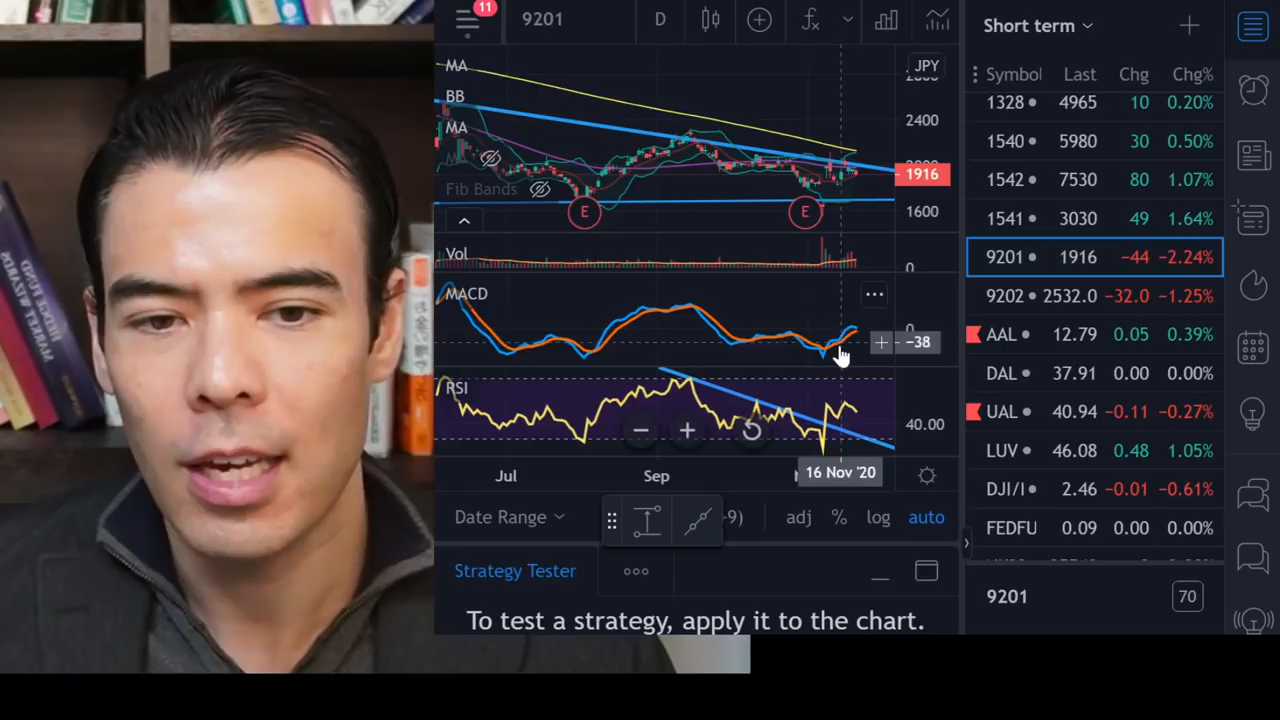 11
9201
D
Short term
JPY
Symbol Last Chg Chg%
MA
BB
MA
Fib Bands
2400
1916
1600
E
E
Vol
0
MACD
0
−38
RSI
40.00
Jul
Sep
16 Nov '20
1328 4965 10 0.20%
1540 5980 30 0.50%
1542 7530 80 1.07%
1541 3030 49 1.64%
9201 1916 −44 −2.24%
9202 2532.0 −32.0 −1.25%
AAL 12.79 0.05 0.39%
DAL 37.91 0.00 0.00%
UAL 40.94 −0.11 −0.27%
LUV 46.08 0.48 1.05%
DJI/I 2.46 −0.01 −0.61%
FEDFU 0.09 0.00 0.00%
Date Range
-9)
adj % log auto
Strategy Tester
9201 70
To test a strategy, apply it to the chart.
MARKET WIZARDS